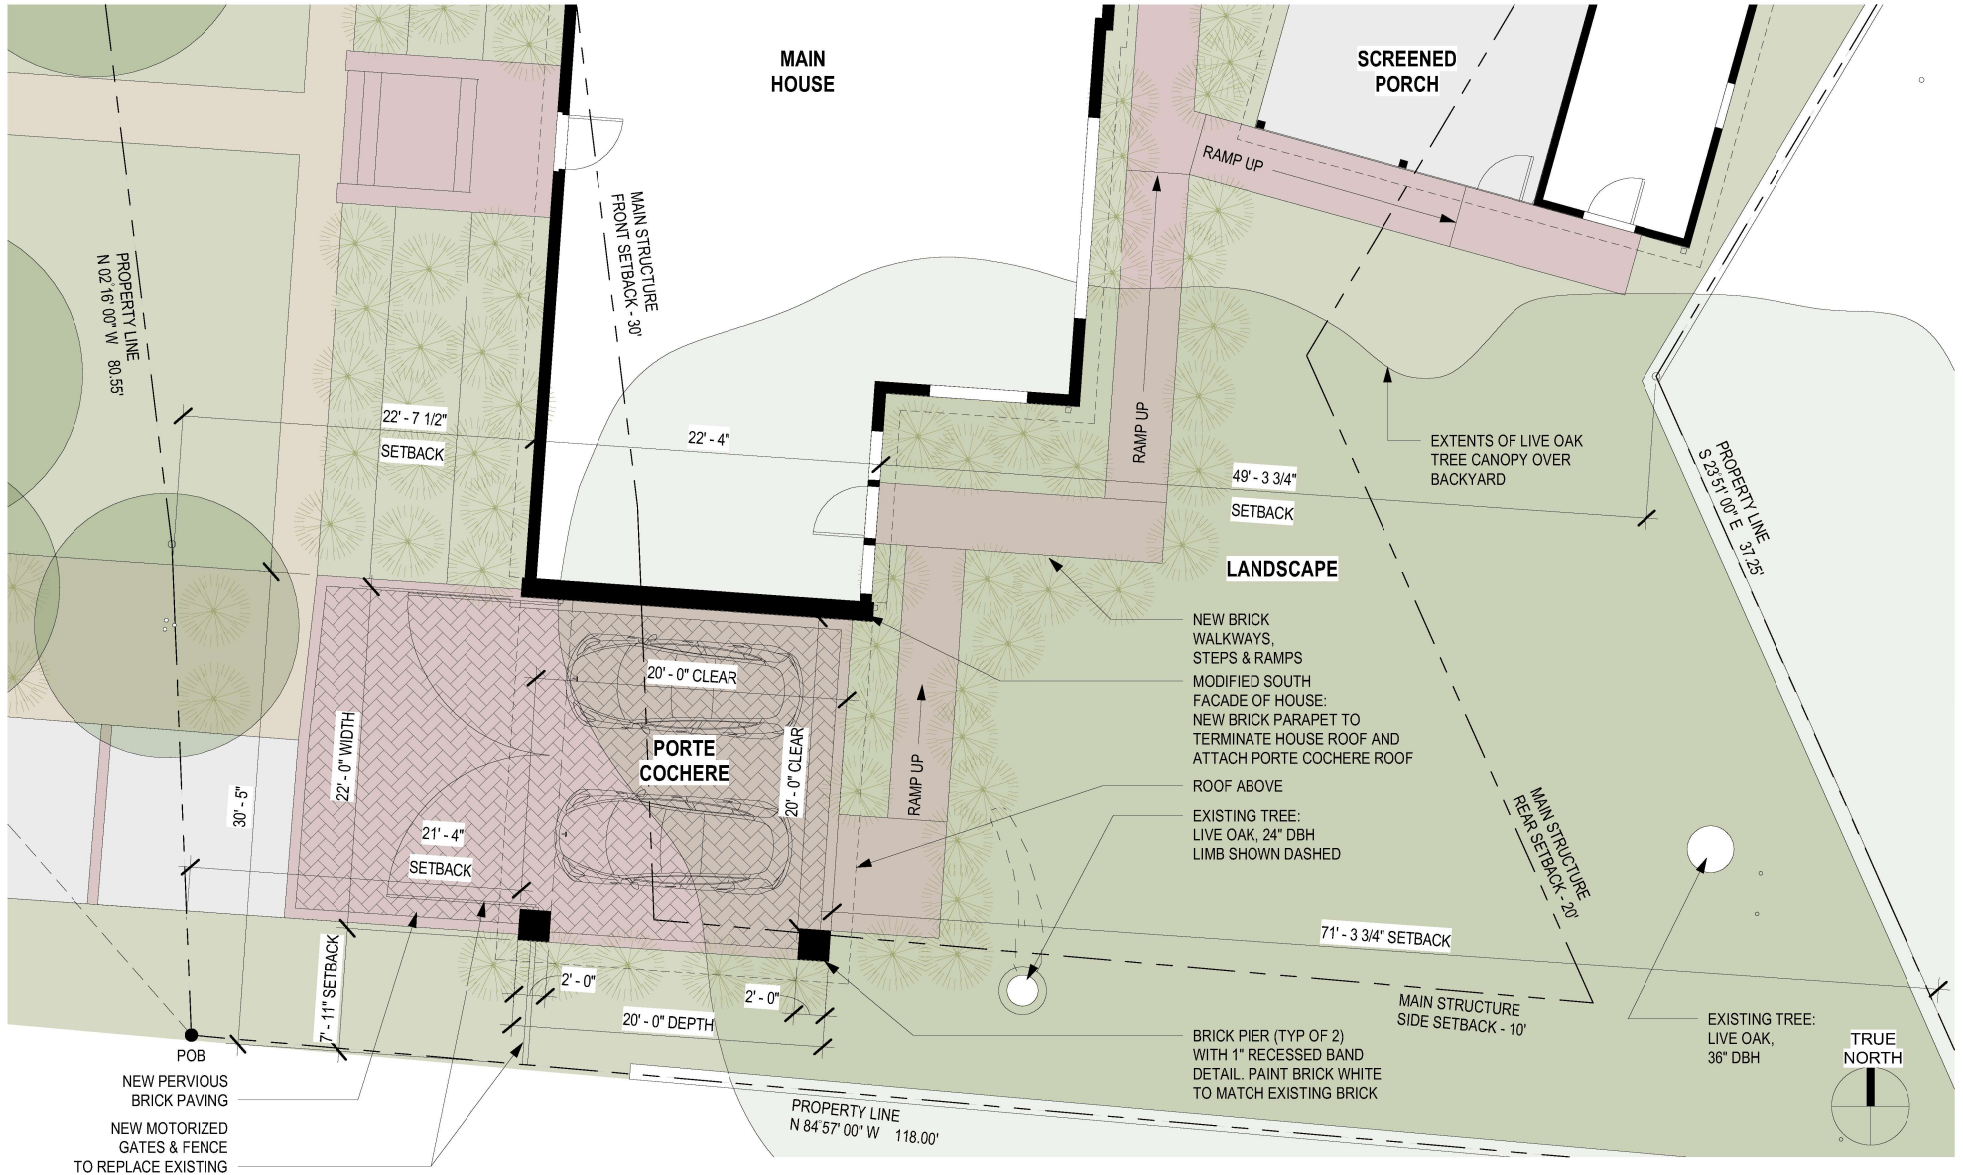 MAIN
HOUSE
SCREENED
PORCH
RAMP UP
MAIN STRUCTURE
FRONT SETBACK - 30'
PROPERTY LINE
N 02°16' 00" W 80.55'
22' - 7 1/2"
SETBACK
22' - 4"
RAMP UP
49' - 3 3/4"
SETBACK
EXTENTS OF LIVE OAK
TREE CANOPY OVER
BACKYARD
PROPERTY LINE
S 23°51' 00" E 37.25'
LANDSCAPE
NEW BRICK
WALKWAYS,
STEPS & RAMPS
MODIFIED SOUTH
FACADE OF HOUSE:
NEW BRICK PARAPET TO
TERMINATE HOUSE ROOF AND
ATTACH PORTE COCHERE ROOF
ROOF ABOVE
EXISTING TREE:
LIVE OAK, 24" DBH
LIMB SHOWN DASHED
20' - 0" CLEAR
PORTE
COCHERE
20' - 0" CLEAR
22' - 0" WIDTH
30' - 5"
21' - 4"
SETBACK
RAMP UP
MAIN STRUCTURE
REAR SETBACK - 20'
71' - 3 3/4" SETBACK
7' - 11" SETBACK
2' - 0"
2' - 0"
20' - 0" DEPTH
MAIN STRUCTURE
SIDE SETBACK - 10'
POB
NEW PERVIOUS
BRICK PAVING
NEW MOTORIZED
GATES & FENCE
TO REPLACE EXISTING
BRICK PIER (TYP OF 2)
WITH 1" RECESSED BAND
DETAIL. PAINT BRICK WHITE
TO MATCH EXISTING BRICK
PROPERTY LINE
N 84°57' 00' W 118.00'
EXISTING TREE:
LIVE OAK,
36" DBH
TRUE
NORTH